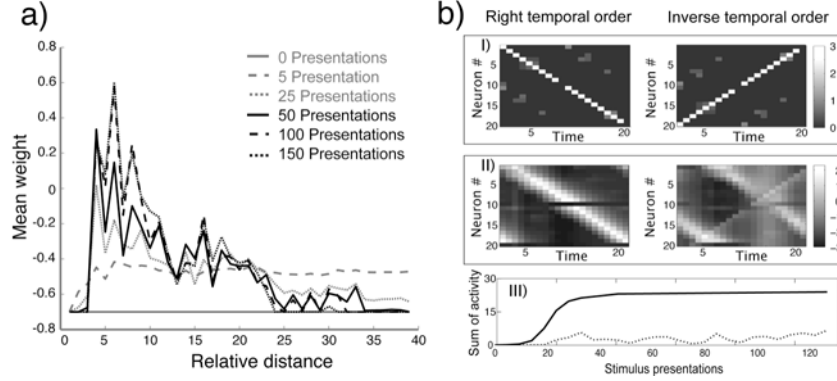 a)
0.8
0.6
0.4
0.2
0
-0.2
-0.4
-0.6
-0.8
Mean weight
0 Presentations
5 Presentation
25 Presentations
50 Presentations
100 Presentations
150 Presentations
0 5 10 15 20 25 30 35 40
Relative distance
b)
Right temporal order Inverse temporal order
I)
Neuron #
5
10
15
20
5 Time 20
Neuron #
5
10
15
20
5 Time 20
3
2
1
0
II)
Neuron #
5
10
15
20
5 Time 20
Neuron #
5
10
15
20
5 Time 20
3
2
1
0
III)
Sum of activity
30
15
0
0 20 40 60 80 100 120
Stimulus presentations